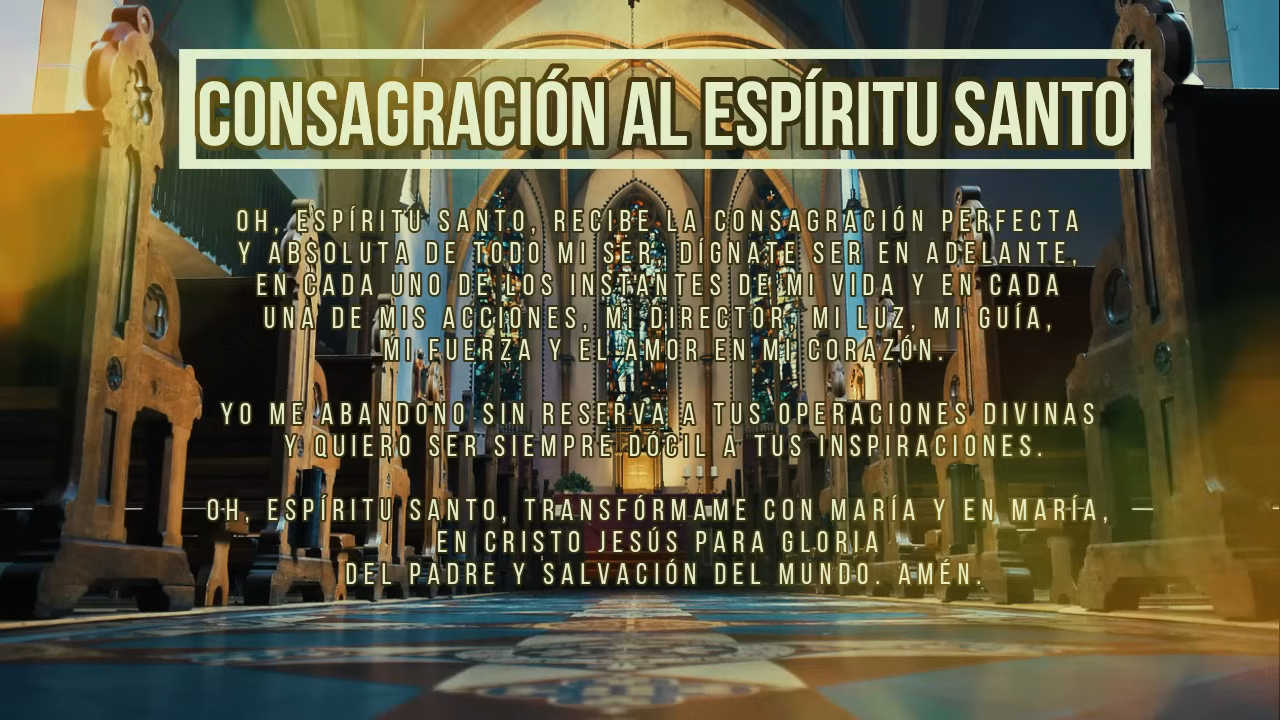 CONSAGRACIÓN AL ESPÍRITU SANTO
OH, ESPÍRITU SANTO, RECIBE LA CONSAGRACIÓN PERFECTA
Y ABSOLUTA DE TODO MI SER. DÍGNATE SER EN ADELANTE,
EN CADA UNO DE LOS INSTANTES DE MI VIDA Y EN CADA
UNA DE MIS ACCIONES, MI DIRECTOR, MI LUZ, MI GUÍA,
MI FUERZA Y EL AMOR EN MI CORAZÓN.
YO ME ABANDONO SIN RESERVA A TUS OPERACIONES DIVINAS
Y QUIERO SER SIEMPRE DÓCIL A TUS INSPIRACIONES.
OH, ESPÍRITU SANTO, TRANSFÓRMAME CON MARÍA Y EN MARÍA,
EN CRISTO JESÚS PARA GLORIA
DEL PADRE Y SALVACIÓN DEL MUNDO. AMÉN.